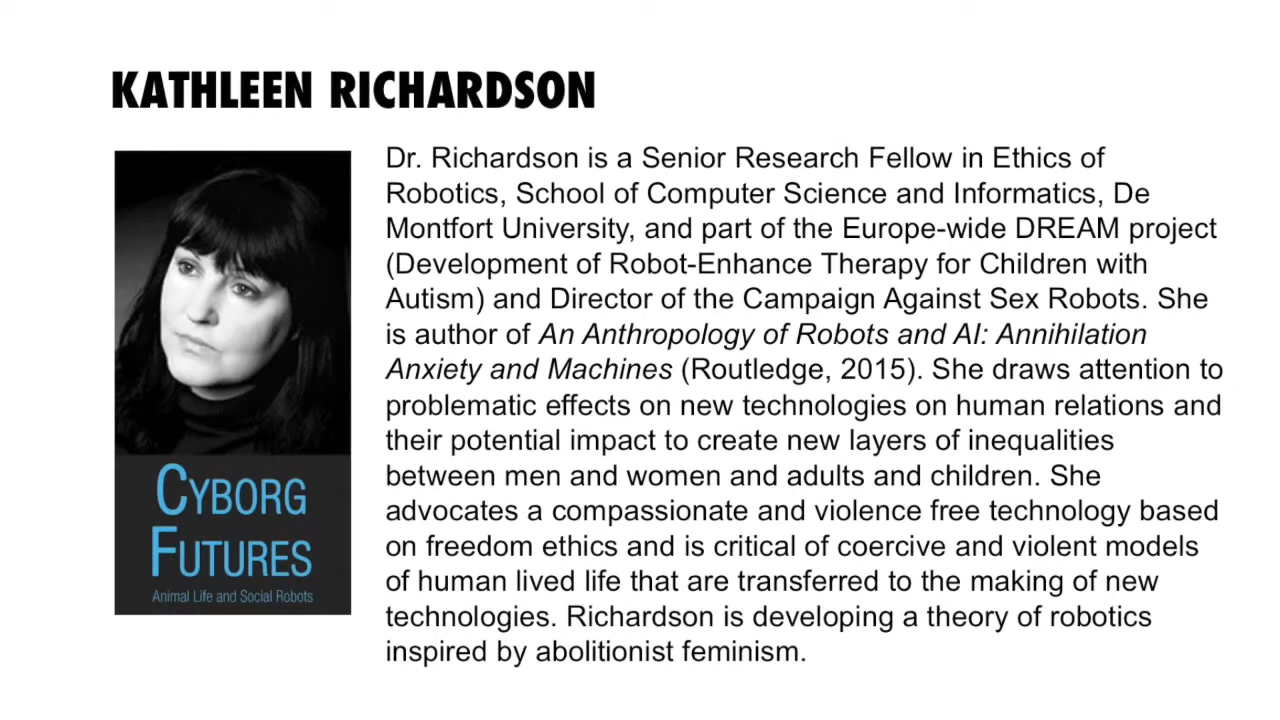 KATHLEEN RICHARDSON
Dr. Richardson is a Senior Research Fellow in Ethics of
Robotics, School of Computer Science and Informatics, De
Montfort University, and part of the Europe-wide DREAM project
(Development of Robot-Enhance Therapy for Children with
Autism) and Director of the Campaign Against Sex Robots. She
is author of An Anthropology of Robots and AI: Annihilation
Anxiety and Machines (Routledge, 2015). She draws attention to
problematic effects on new technologies on human relations and
their potential impact to create new layers of inequalities
between men and women and adults and children. She
advocates a compassionate and violence free technology based
on freedom ethics and is critical of coercive and violent models
of human lived life that are transferred to the making of new
technologies. Richardson is developing a theory of robotics
inspired by abolitionist feminism.
CYBORG
FUTURES
Animal Life and Social Robots